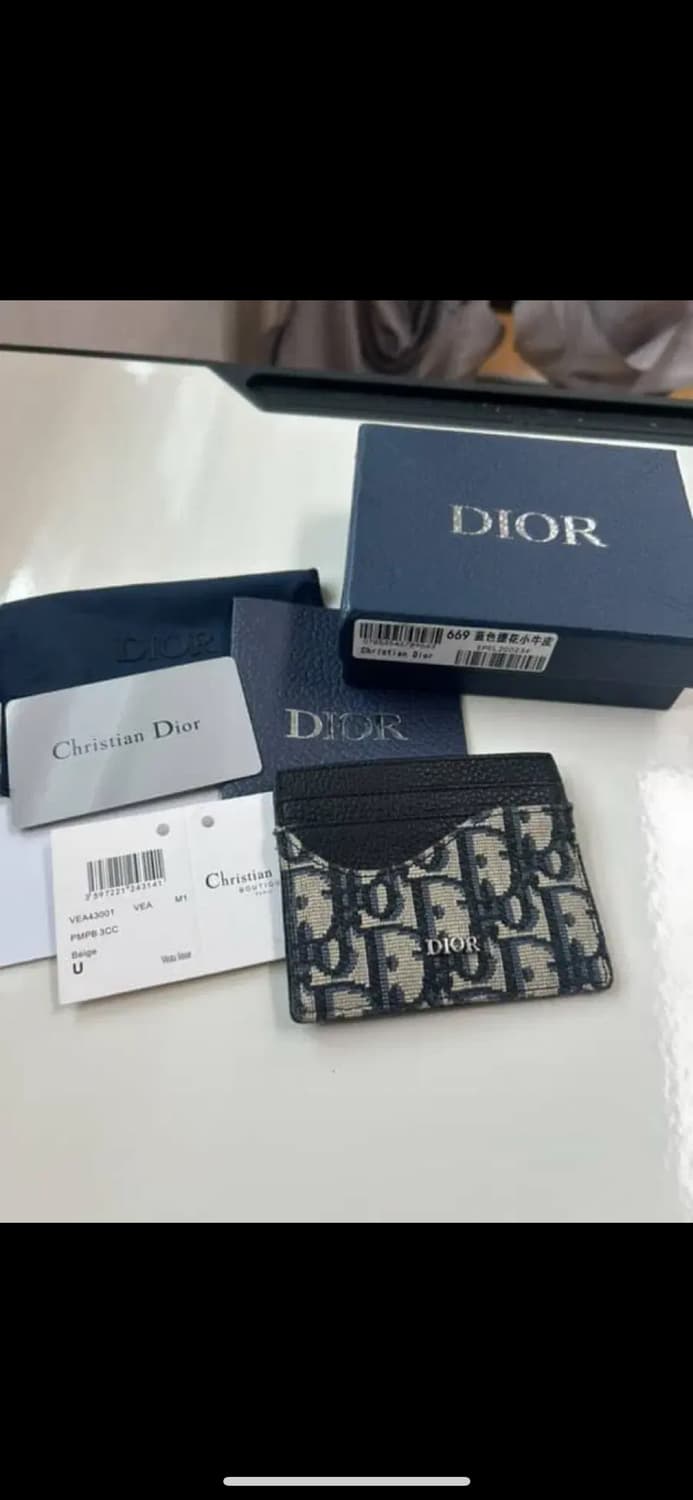 DIOR
669 蓝色提花小牛皮
Christian Dior
DIOR
Christian Dior
DIOR
VEA43001 VEA M1
PMPB 3CC
Beige
U
Christian
DIOR